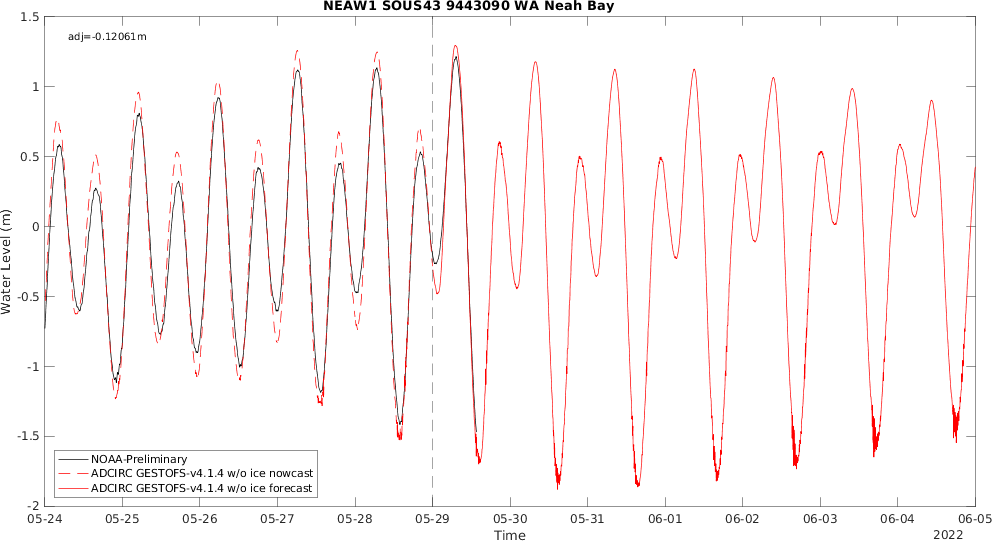 NEAW1 SOUS43 9443090 WA Neah Bay
adj=-0.12061m
1.5
1
0.5
0
-0.5
-1
-1.5
-2
Water Level (m)
NOAA-Preliminary
ADCIRC GESTOFS-v4.1.4 w/o ice nowcast
ADCIRC GESTOFS-v4.1.4 w/o ice forecast
05-24 05-25 05-26 05-27 05-28 05-29 05-30 05-31 06-01 06-02 06-03 06-04 06-05
Time
2022